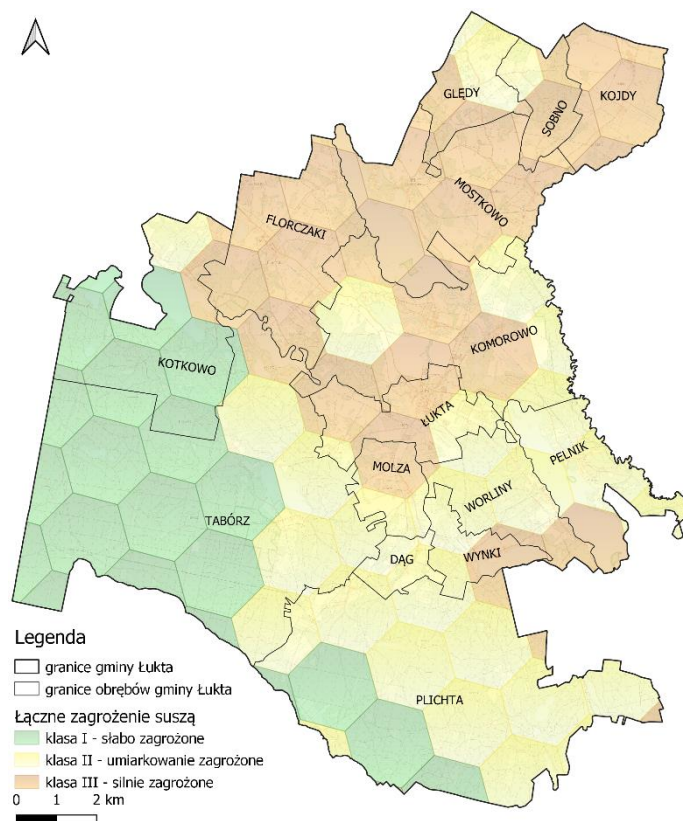 GLĘDY
KOJDY
SOBNO
MOSTKOWO
FLORCZAKI
KOMOROWO
KOTKOWO
ŁUKTA
PELNIK
MOLZA
WORLINY
TABÓRZ
DĄG
WYNKI
PLICHTA
Legenda
granice gminy Łukta
granice obrębów gminy Łukta
Łączne zagrożenie suszą
klasa I - słabo zagrożone
klasa II - umiarkowanie zagrożone
klasa III - silnie zagrożone
0 1 2 km